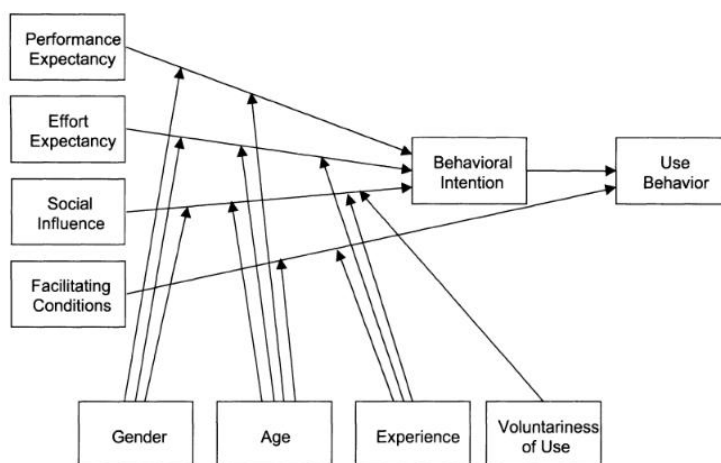 Performance
Expectancy
Effort
Expectancy
Social
Influence
Facilitating
Conditions
Behavioral
Intention
Use
Behavior
Gender
Age
Experience
Voluntariness
of Use